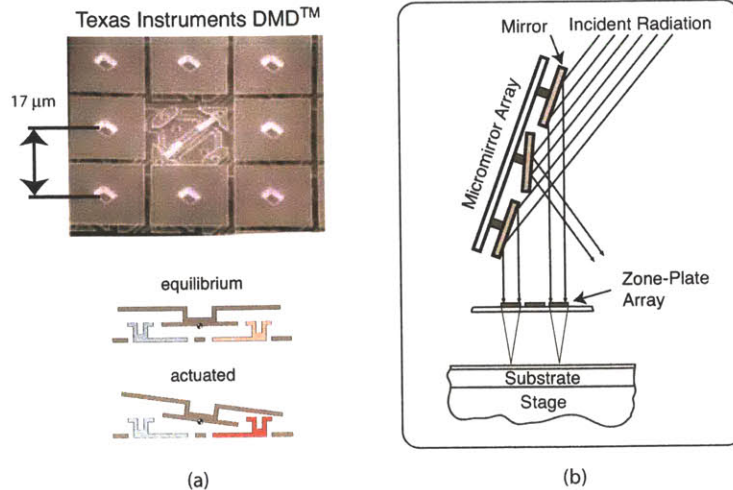 Texas Instruments DMD™
17 μm
equilibrium
actuated
(a)
Mirror
Incident Radiation
Micromirror Array
Zone-Plate
Array
Substrate
Stage
(b)